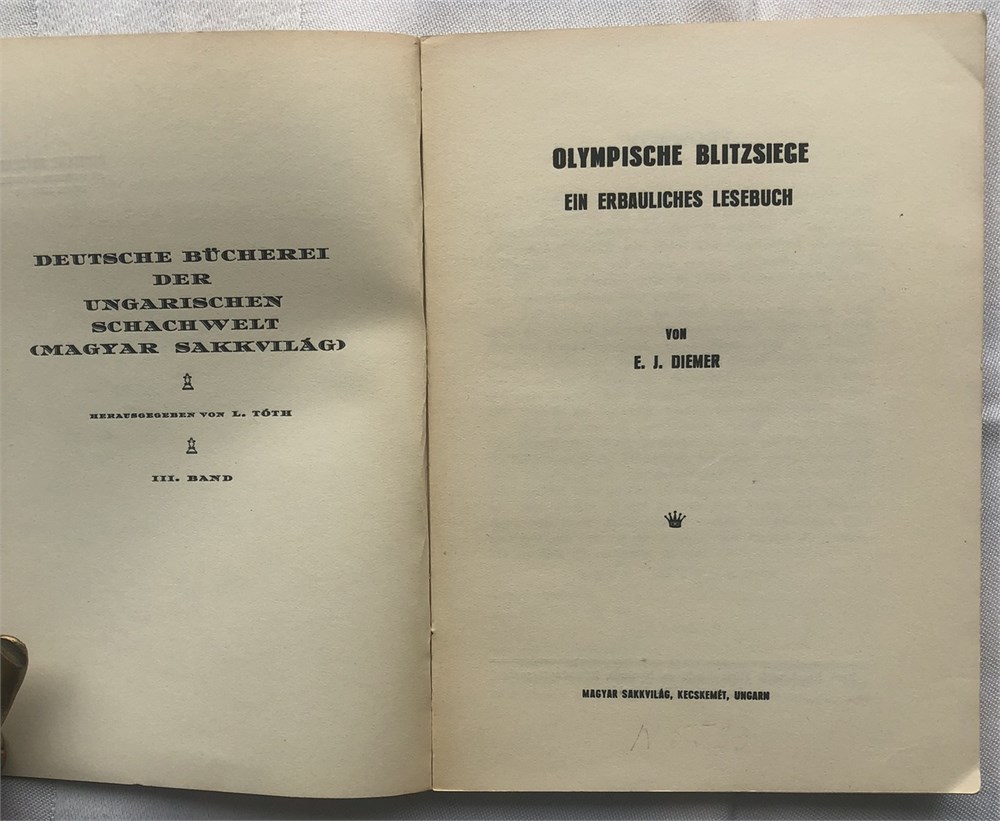 DEUTSCHE BÜCHEREI
DER
UNGARISCHEN
SCHACHWELT
(MAGYAR SAKKVILÁG)
HERAUSGEGEBEN VON L. TÓTH
III. BAND
OLYMPISCHE BLITZSIEGE
EIN ERBAULICHES LESEBUCH
VON
E. J. DIEMER
MAGYAR SAKKVILÁG, KECSKEMÉT, UNGARN